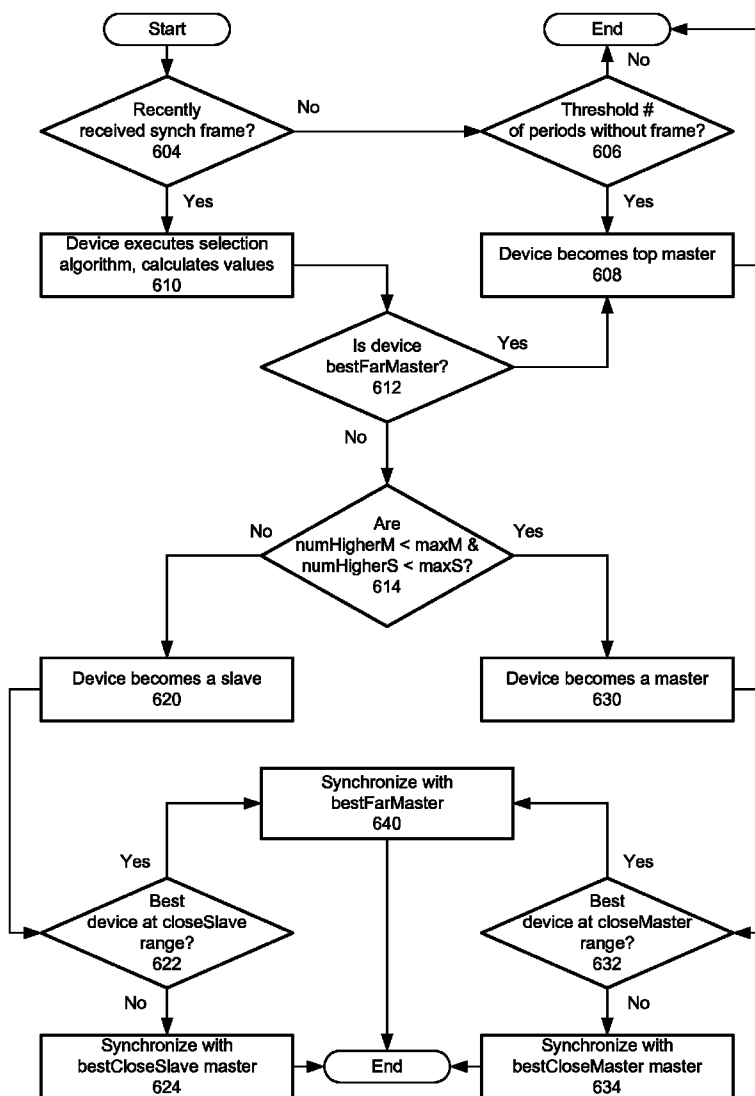 Start
End
Recently
received synch frame?
604
No
Threshold #
of periods without frame?
606
No
Yes
Yes
Device executes selection
algorithm, calculates values
610
Device becomes top master
608
Is device
bestFarMaster?
612
Yes
No
Are
numHigherM < maxM &
numHigherS < maxS?
614
No
Yes
Device becomes a slave
620
Device becomes a master
630
Synchronize with
bestFarMaster
640
Yes
Yes
Best
device at closeSlave
range?
622
Best
device at closeMaster
range?
632
No
No
Synchronize with
bestCloseSlave master
624
End
Synchronize with
bestCloseMaster master
634